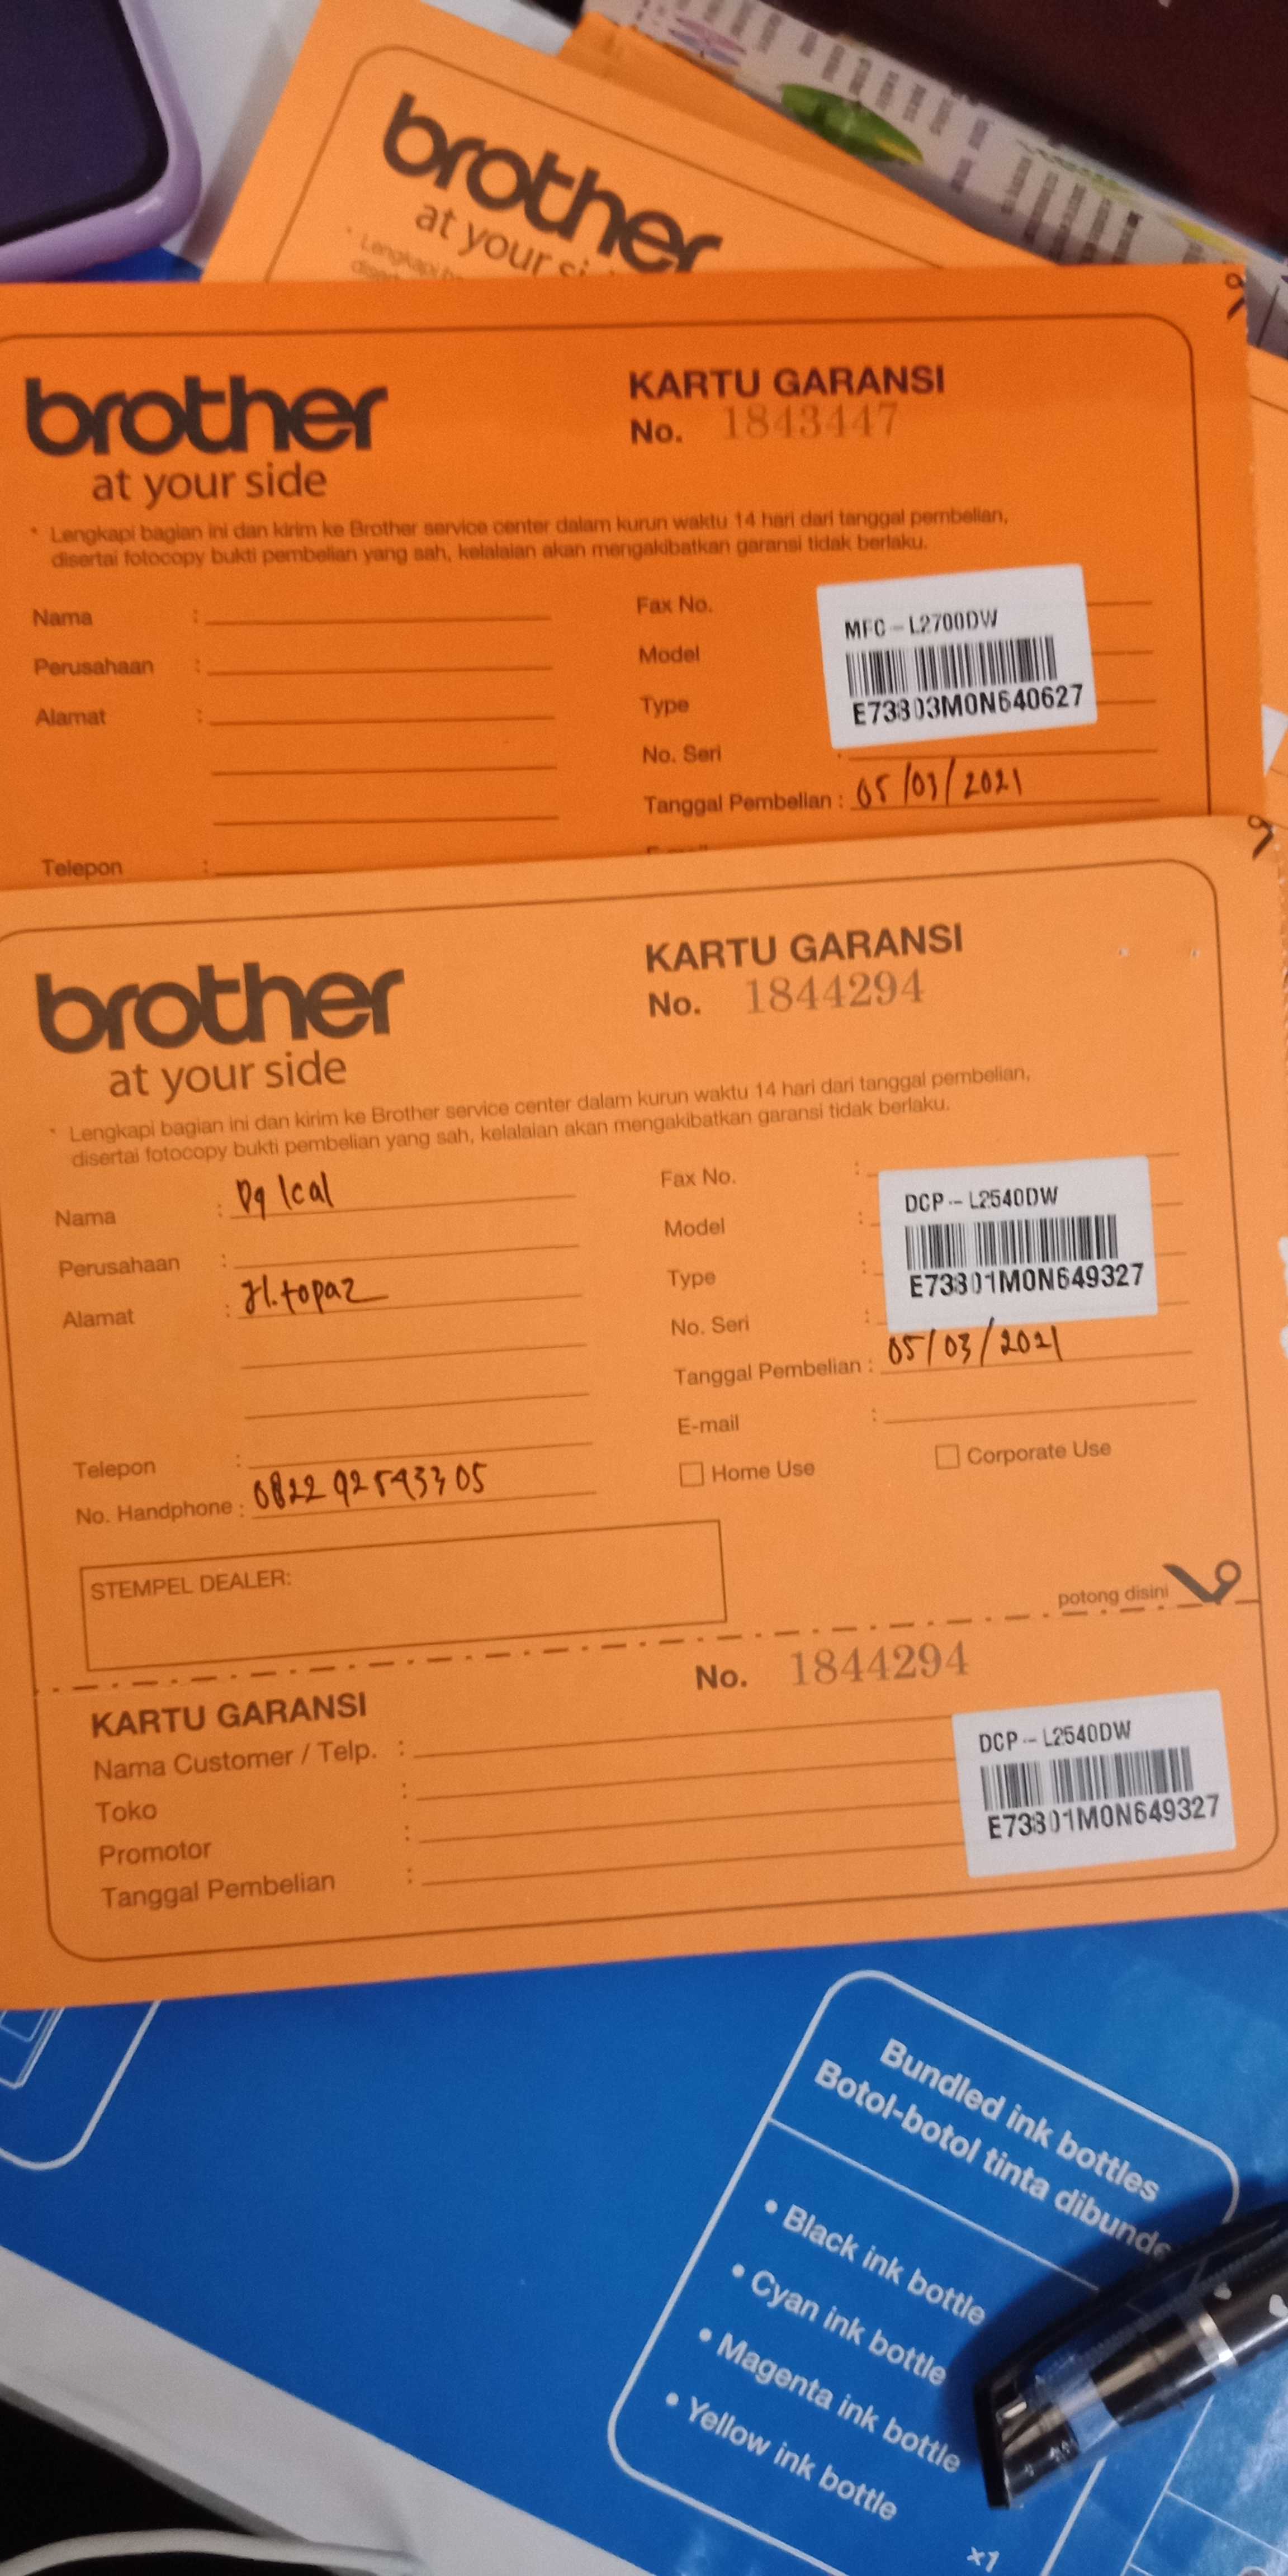 brother
at your si
* Lengkapi
brother
at your side
KARTU GARANSI
No. 1843447
* Lengkapi bagian ini dan kirim ke Brother service center dalam kurun waktu 14 hari dari tanggal pembelian,
disertai fotocopy bukti pembelian yang sah, kelalaian akan mengakibatkan garansi tidak berlaku.
Nama :
Perusahaan :
Alamat :
Telepon :
Fax No.
Model
Type
No. Seri :
Tanggal Pembelian : 05/03/2021
MFC-L2700DW
E73803M0N640627
brother
at your side
KARTU GARANSI
No. 1844294
* Lengkapi bagian ini dan kirim ke Brother service center dalam kurun waktu 14 hari dari tanggal pembelian,
disertai fotocopy bukti pembelian yang sah, kelalaian akan mengakibatkan garansi tidak berlaku.
Nama : Dg Ical
Perusahaan :
Alamat : Jl. topaz
Telepon :
No. Handphone : 082292593305
Fax No. :
Model :
Type :
No. Seri :
Tanggal Pembelian : 05/03/2021
E-mail :
Home Use
Corporate Use
DCP-L2540DW
E73801M0N649327
STEMPEL DEALER:
potong disini
No. 1844294
KARTU GARANSI
Nama Customer / Telp. :
Toko :
Promotor :
Tanggal Pembelian :
DCP-L2540DW
E73801M0N649327
Bundled ink bottles
Botol-botol tinta dibunde
• Black ink bottle
• Cyan ink bottle
• Magenta ink bottle
• Yellow ink bottle
x1